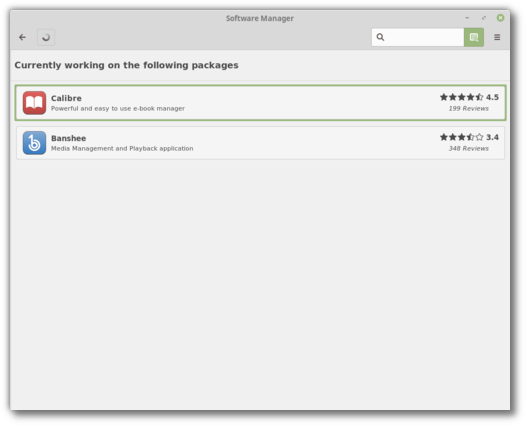 Software Manager
Currently working on the following packages
Calibre
4.5
Powerful and easy to use e-book manager
199 Reviews
Banshee
3.4
Media Management and Playback application
348 Reviews